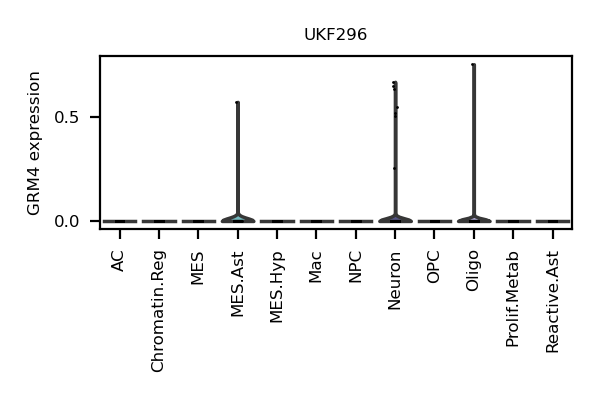 UKF296
GRM4 expression
0.5
0.0
AC
Chromatin.Reg
MES
MES.Ast
MES.Hyp
Mac
NPC
Neuron
OPC
Oligo
Prolif.Metab
Reactive.Ast